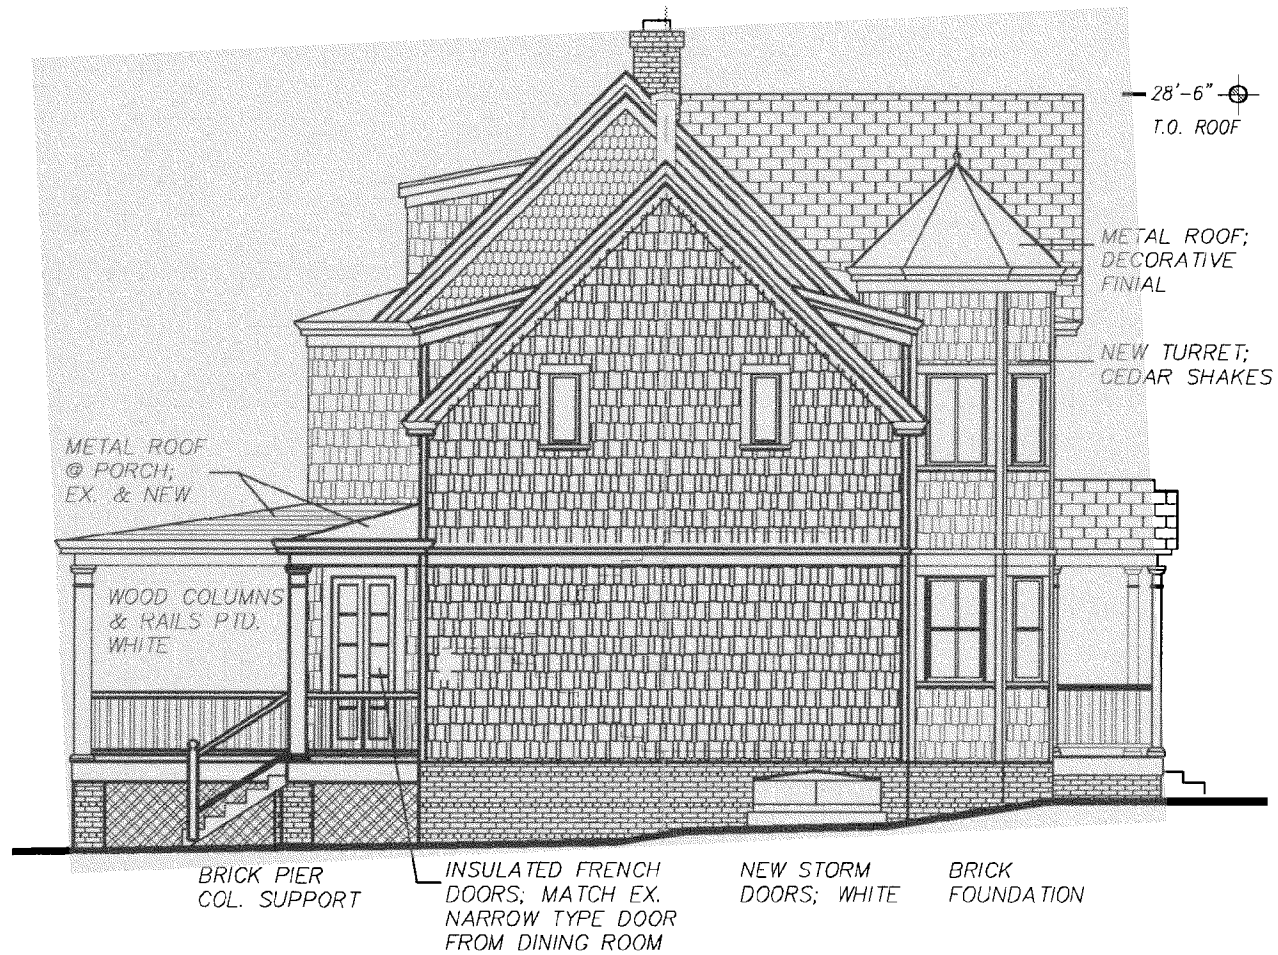 28'-6"
T.O. ROOF
METAL ROOF;
DECORATIVE
FINIAL
NEW TURRET;
CEDAR SHAKES
METAL ROOF
@ PORCH;
EX. & NEW
WOOD COLUMNS
& RAILS PTD.
WHITE
BRICK PIER
COL. SUPPORT
INSULATED FRENCH
DOORS; MATCH EX.
NARROW TYPE DOOR
FROM DINING ROOM
NEW STORM
DOORS; WHITE
BRICK
FOUNDATION